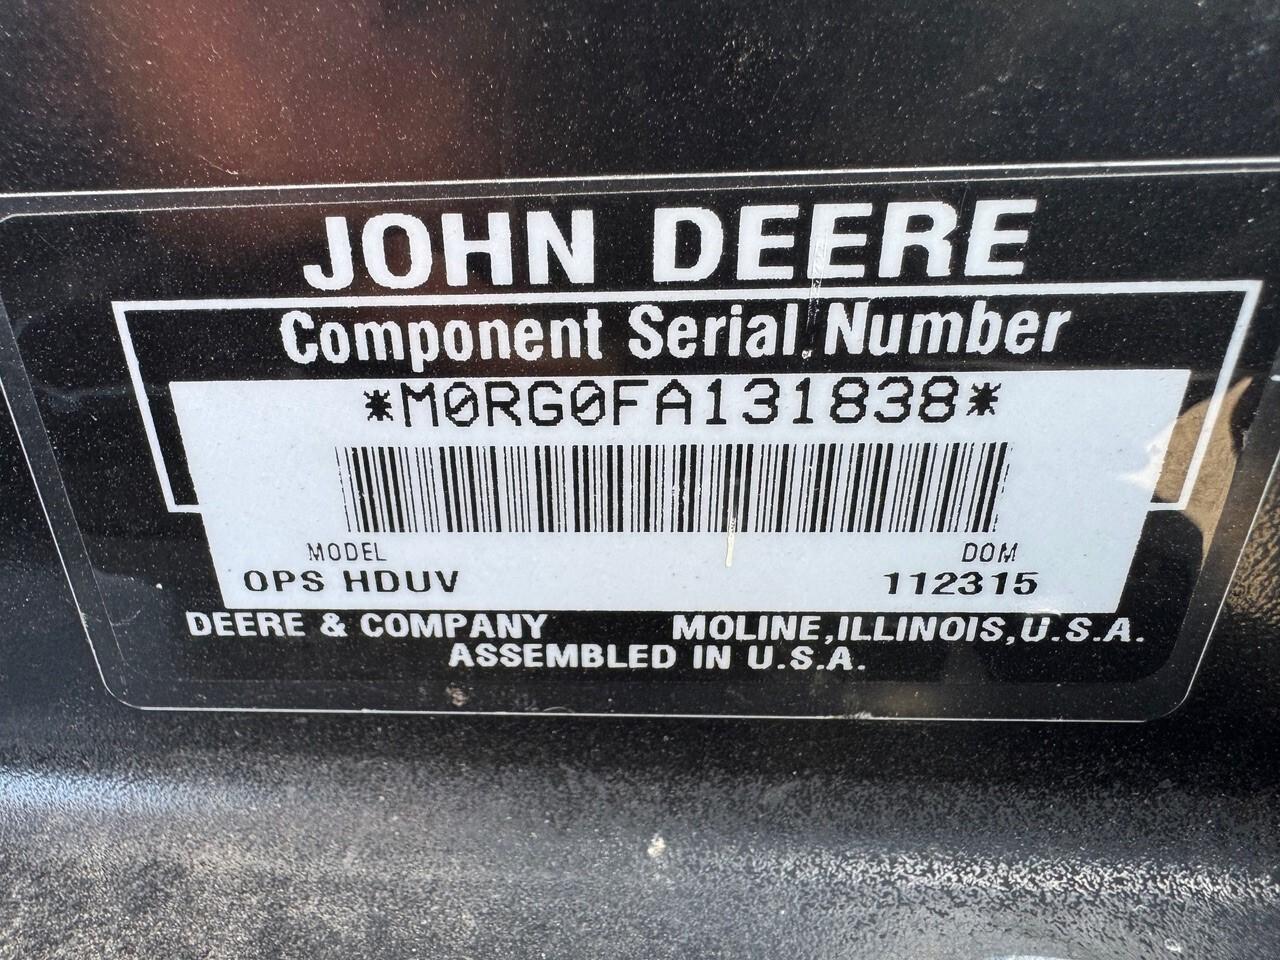 JOHN DEERE
Component Serial Number
*M0RG0FA131838*
MODEL DOM
OPS HDUV 112315
DEERE & COMPANY MOLINE, ILLINOIS, U.S.A.
ASSEMBLED IN U.S.A.